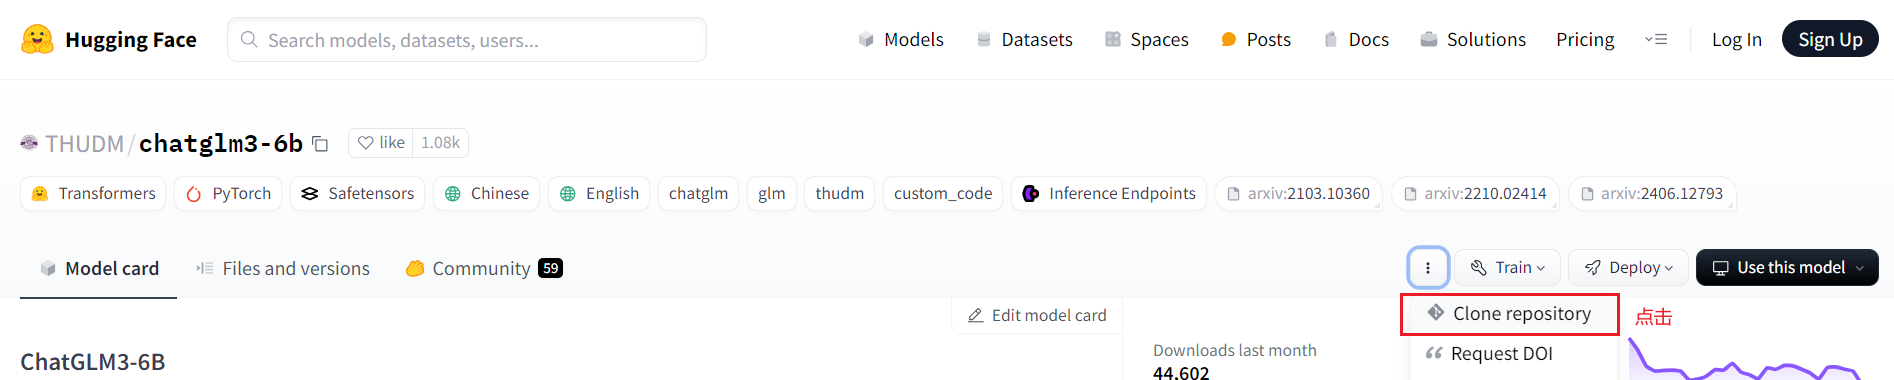 Hugging Face Search models, datasets, users... Models Datasets Spaces Posts Docs Solutions Pricing Log In Sign Up
THUDM/chatglm3-6b like 1.08k
Transformers PyTorch Safetensors Chinese English chatglm glm thudm custom_code Inference Endpoints arxiv:2103.10360 arxiv:2210.02414 arxiv:2406.12793
Model card Files and versions Community 59 Train Deploy Use this model
Edit model card Clone repository 点击
Downloads last month Request DOI
ChatGLM3-6B
44,602